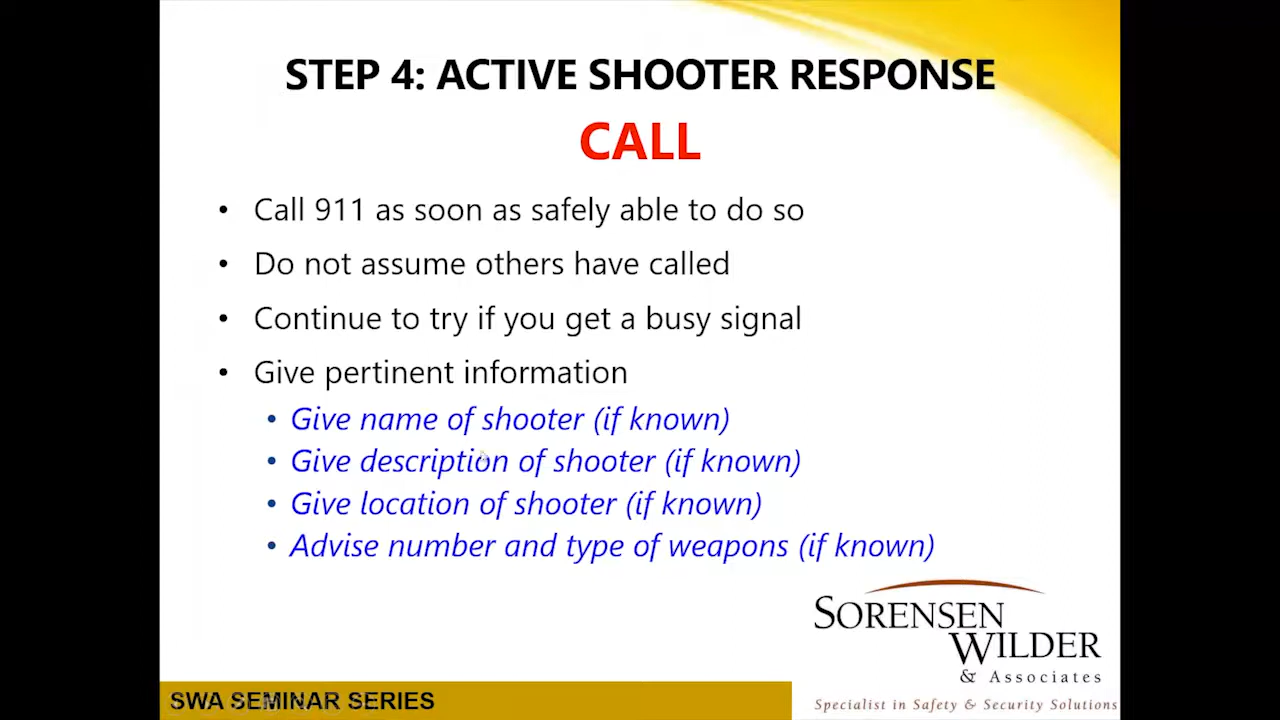 STEP 4: ACTIVE SHOOTER RESPONSE
CALL
• Call 911 as soon as safely able to do so
• Do not assume others have called
• Continue to try if you get a busy signal
• Give pertinent information
• Give name of shooter (if known)
• Give description of shooter (if known)
• Give location of shooter (if known)
• Advise number and type of weapons (if known)
SORENSEN
WILDER
& Associates
SWA SEMINAR SERIES
Specialist in Safety & Security Solutions